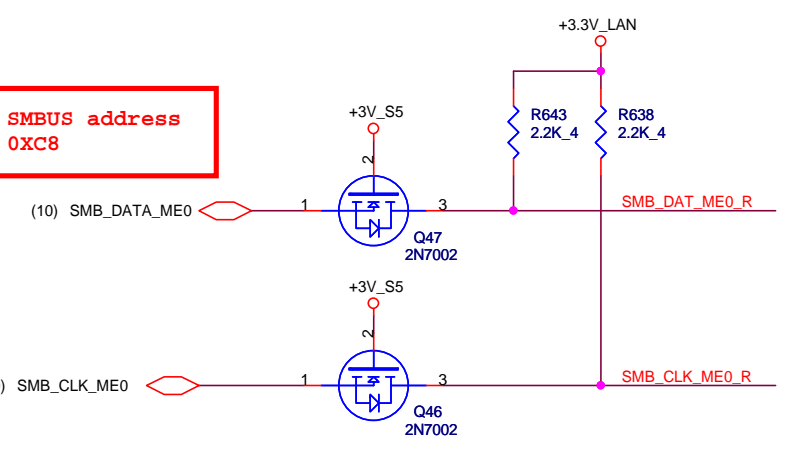 +3.3V_LAN
SMBUS address
0XC8
+3V_S5
R643
2.2K_4
R638
2.2K_4
2
(10) SMB_DATA_ME0
1
3
SMB_DAT_ME0_R
Q47
2N7002
+3V_S5
2
) SMB_CLK_ME0
1
3
SMB_CLK_ME0_R
Q46
2N7002